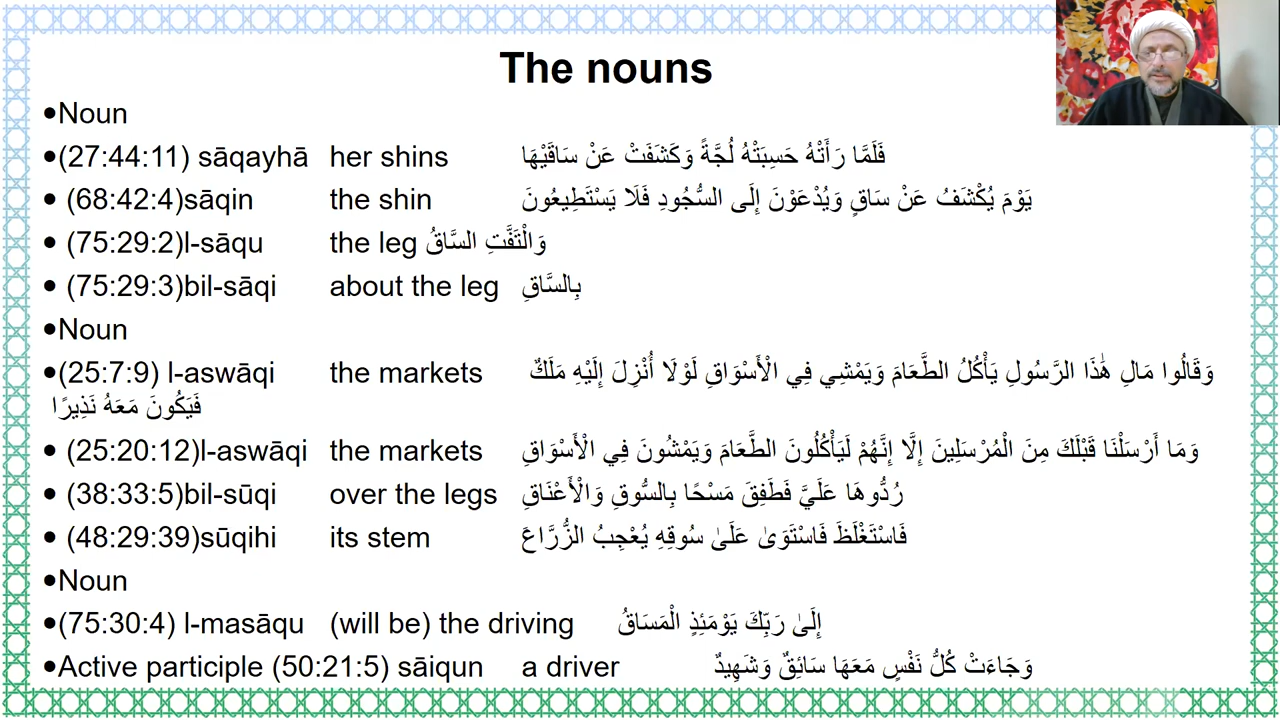 The nouns
•Noun
•(27:44:11) sāqayhā her shins فَلَمَّا رَأَتْهُ حَسِبَتْهُ لُجَّةً وَكَشَفَتْ عَنْ سَاقَيْهَا
• (68:42:4)sāqin the shin يَوْمَ يُكْشَفُ عَنْ سَاقٍ وَيُدْعَوْنَ إِلَى السُّجُودِ فَلَا يَسْتَطِيعُونَ
• (75:29:2)l-sāqu the leg وَالْتَفَّتِ السَّاقُ
• (75:29:3)bil-sāqi about the leg بِالسَّاقِ
•Noun
•(25:7:9) l-aswāqi the markets وَقَالُوا مَالِ هَٰذَا الرَّسُولِ يَأْكُلُ الطَّعَامَ وَيَمْشِي فِي الْأَسْوَاقِ لَوْلَا أُنْزِلَ إِلَيْهِ مَلَكٌ
فَيَكُونَ مَعَهُ نَذِيرًا
• (25:20:12)l-aswāqi the markets وَمَا أَرْسَلْنَا قَبْلَكَ مِنَ الْمُرْسَلِينَ إِلَّا إِنَّهُمْ لَيَأْكُلُونَ الطَّعَامَ وَيَمْشُونَ فِي الْأَسْوَاقِ
• (38:33:5)bil-sūqi over the legs رُدُّوهَا عَلَيَّ فَطَفِقَ مَسْحًا بِالسُّوقِ وَالْأَعْنَاقِ
• (48:29:39)sūqihi its stem فَاسْتَغْلَظَ فَاسْتَوَىٰ عَلَىٰ سُوقِهِ يُعْجِبُ الزُّرَّاعَ
•Noun
•(75:30:4) l-masāqu (will be) the driving إِلَىٰ رَبِّكَ يَوْمَئِذٍ الْمَسَاقُ
•Active participle (50:21:5) sāiqun a driver وَجَاءَتْ كُلُّ نَفْسٍ مَعَهَا سَائِقٌ وَشَهِيدٌ